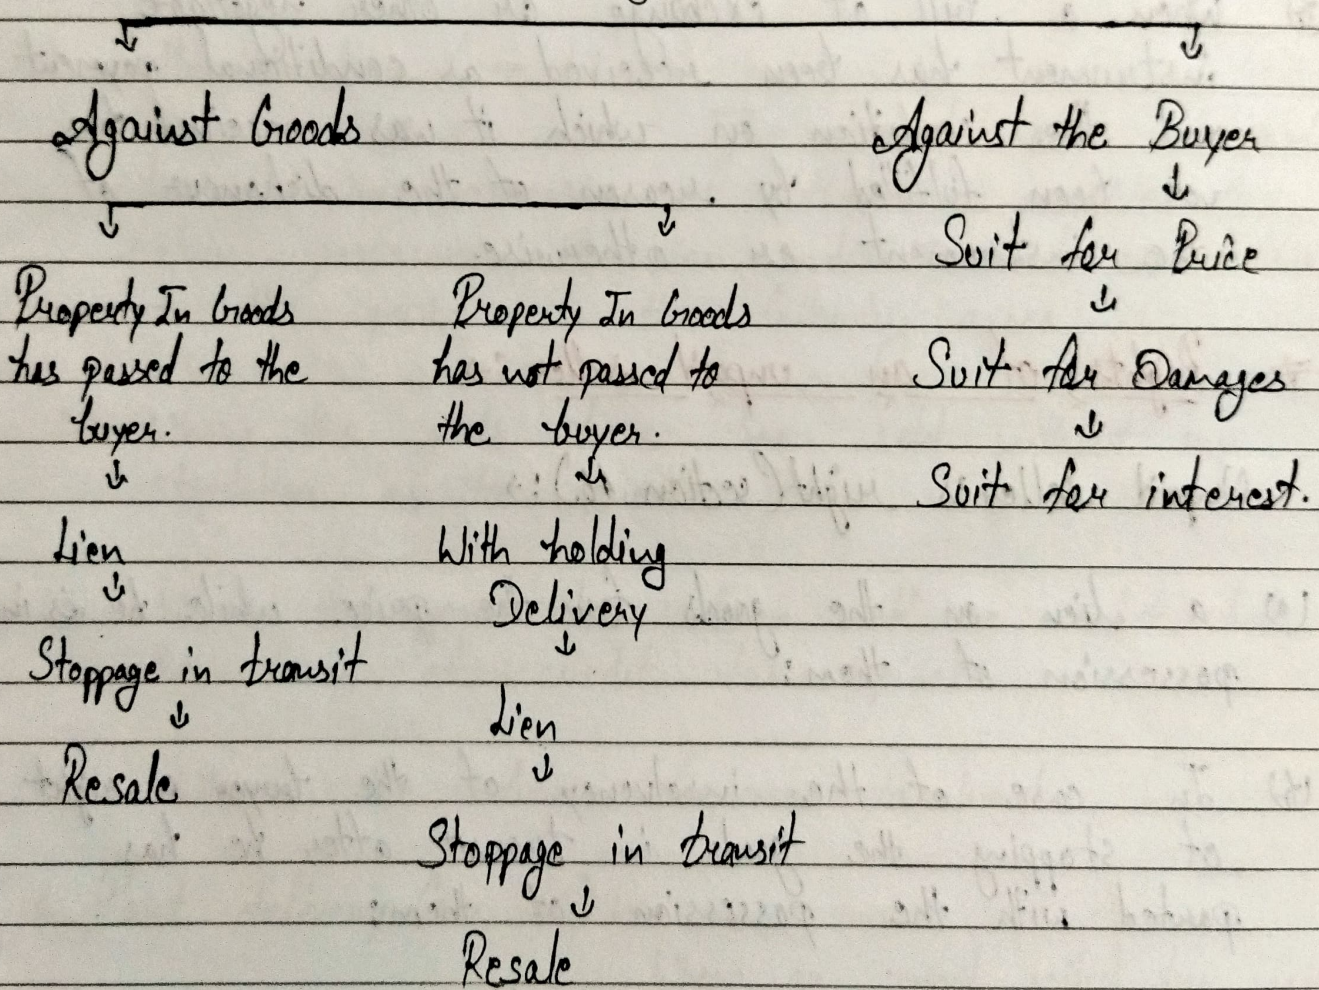 Against Goods
Against the Buyer
Property In Goods
has passed to the
buyer.
Lien
Stoppage in transit
Resale
Property In Goods
has not passed to
the buyer.
With holding
Delivery
Lien
Stoppage in transit
Resale
Suit for Price
Suit for Damages
Suit for interest.